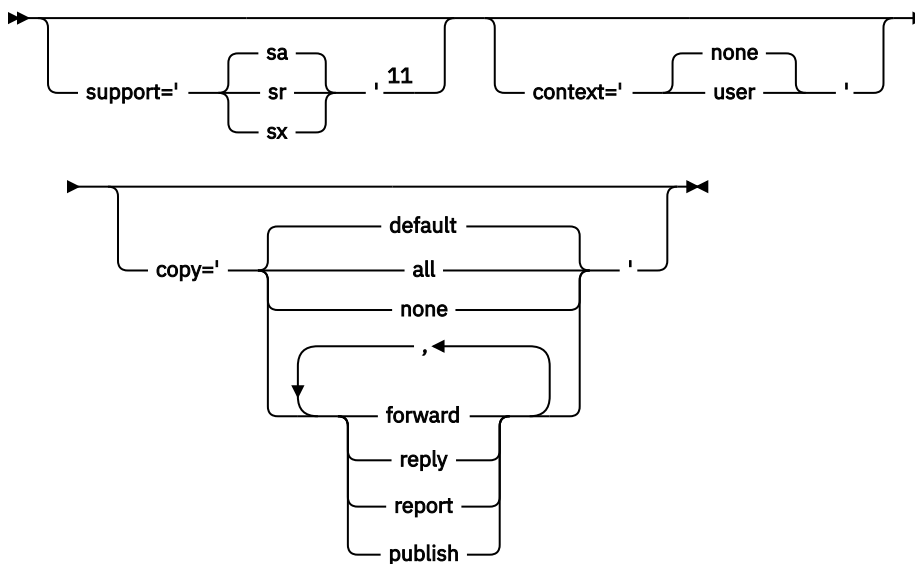 sa none
support=' sr ' 11 context=' user '
sx
default
copy=' all '
none
,
forward
reply
report
publish